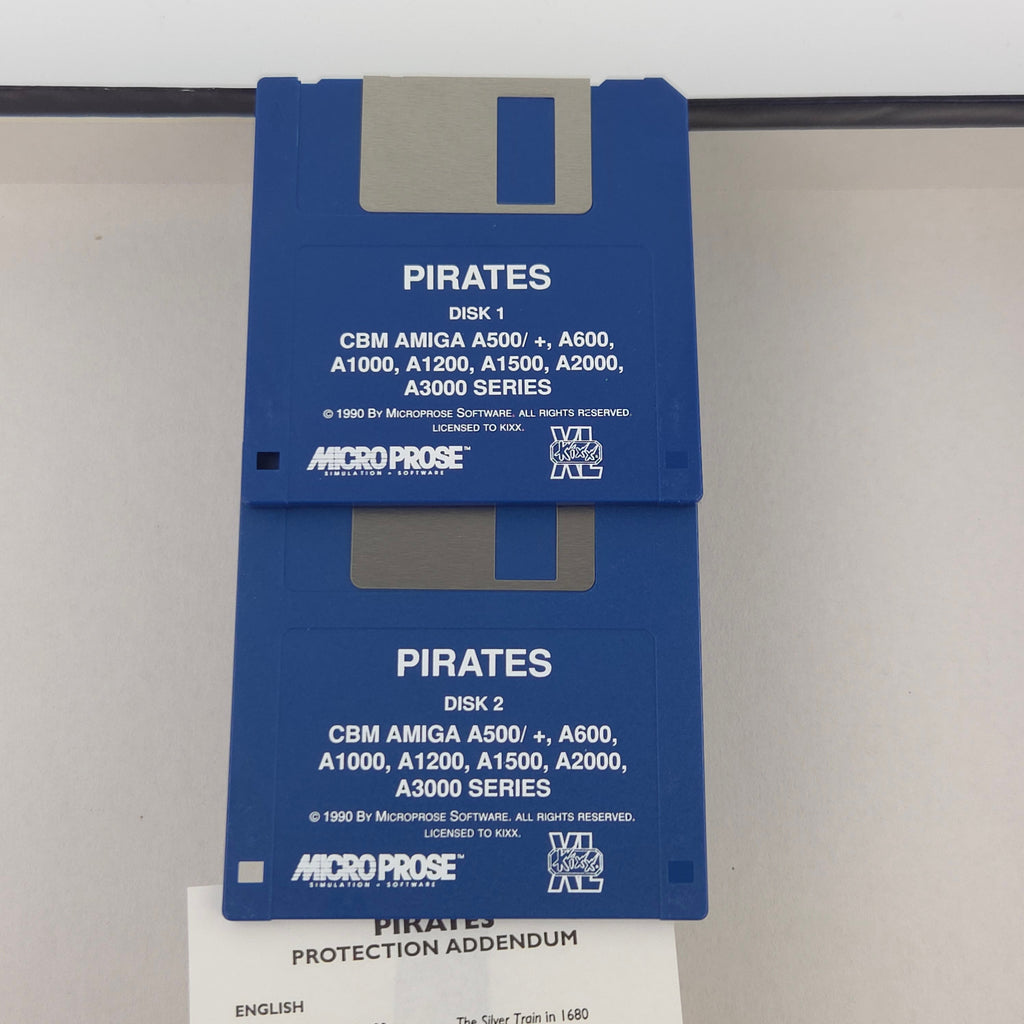 PIRATES
DISK 1
CBM AMIGA A500/ +, A600,
A1000, A1200, A1500, A2000,
A3000 SERIES
© 1990 BY MICROPROSE SOFTWARE. ALL RIGHTS RESERVED.
LICENSED TO KIXX.
MICROPROSE™
SIMULATION • SOFTWARE
KIXX XL
PIRATES
DISK 2
CBM AMIGA A500/ +, A600,
A1000, A1200, A1500, A2000,
A3000 SERIES
© 1990 BY MICROPROSE SOFTWARE. ALL RIGHTS RESERVED.
LICENSED TO KIXX.
MICROPROSE™
SIMULATION • SOFTWARE
KIXX XL
PIRATES
PROTECTION ADDENDUM
ENGLISH
The Silver Train in 1680